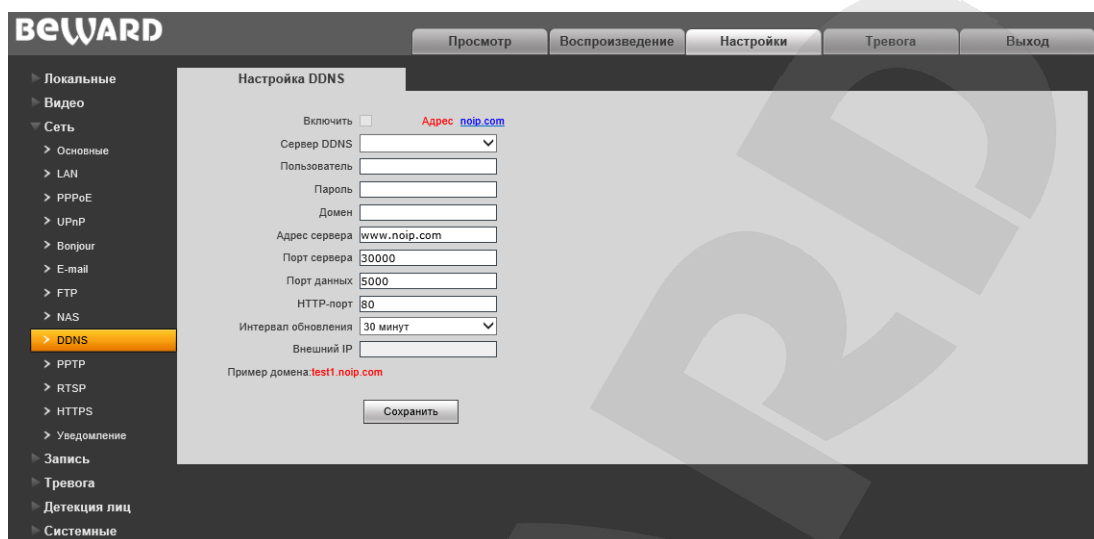 BEWARD
Просмотр Воспроизведение Настройки Тревога Выход
Локальные
Видео
Сеть
Основные
LAN
PPPoE
UPnP
Bonjour
E-mail
FTP
NAS
DDNS
PPTP
RTSP
HTTPS
Уведомление
Запись
Тревога
Детекция лиц
Системные
Настройка DDNS
Включить Адрес noip.com
Сервер DDNS
Пользователь
Пароль
Домен
Адрес сервера www.noip.com
Порт сервера 30000
Порт данных 5000
HTTP-порт 80
Интервал обновления 30 минут
Внешний IP
Пример домена:test1.noip.com
Сохранить